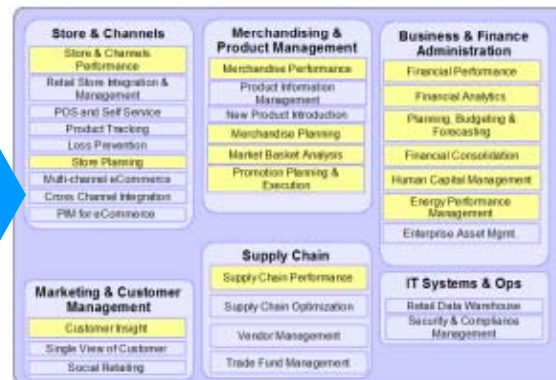 Store & Channels
Store & Channels
Performance
Retail Store Integration &
Management
POS and Self Service
Product Tracking
Loss Prevention
Store Planning
Multi-channel eCommerce
Cross Channel Integration
PIM for eCommerce
Marketing & Customer
Management
Customer Insight
Single View of Customer
Social Retailing
Merchandising &
Product Management
Merchandise Performance
Product Information
Management
New Product Introduction
Merchandise Planning
Market Basket Analysis
Promotion Planning &
Execution
Supply Chain
Supply Chain Performance
Supply Chain Optimization
Vendor Management
Trade Fund Management
Business & Finance
Administration
Financial Performance
Financial Analytics
Planning, Budgeting &
Forecasting
Financial Consolidation
Human Capital Management
Energy Performance
Management
Enterprise Asset Mgmt
IT Systems & Ops
Retail Data Warehouse
Security & Compliance
Management